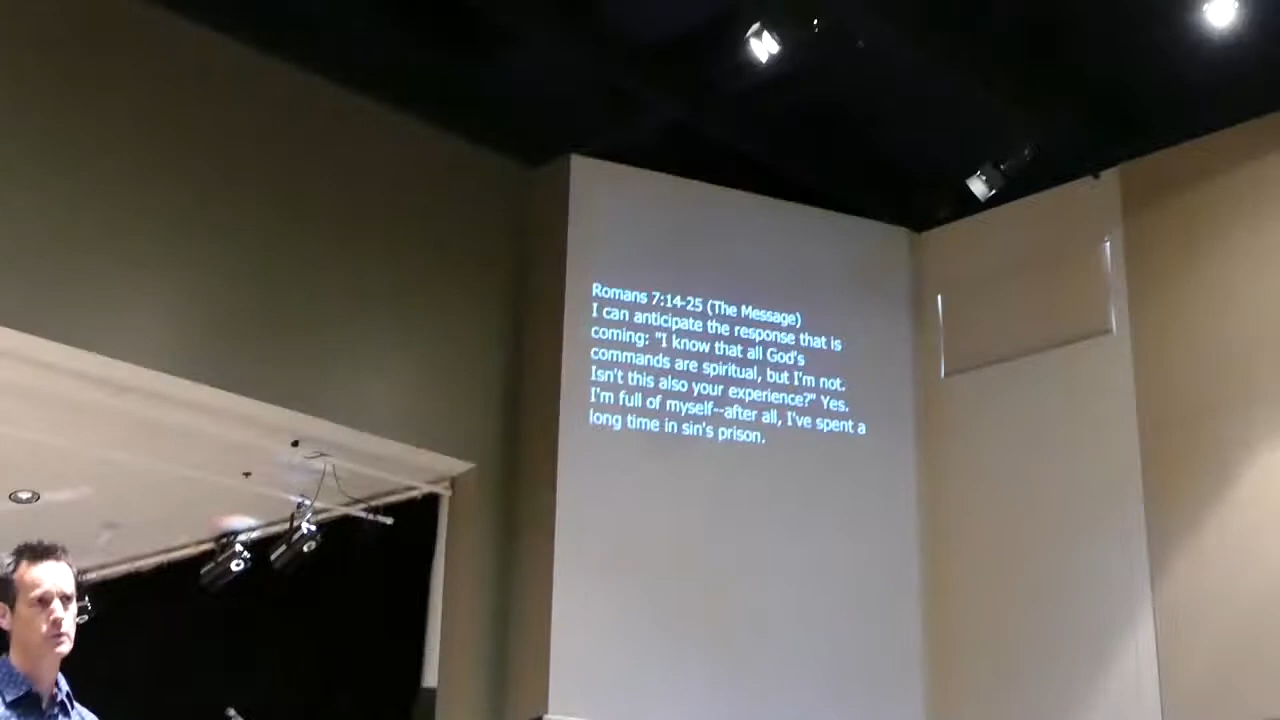 Romans 7:14-25 (The Message)
I can anticipate the response that is
coming: "I know that all God's
commands are spiritual, but I'm not.
Isn't this also your experience?" Yes.
I'm full of myself--after all, I've spent a
long time in sin's prison.